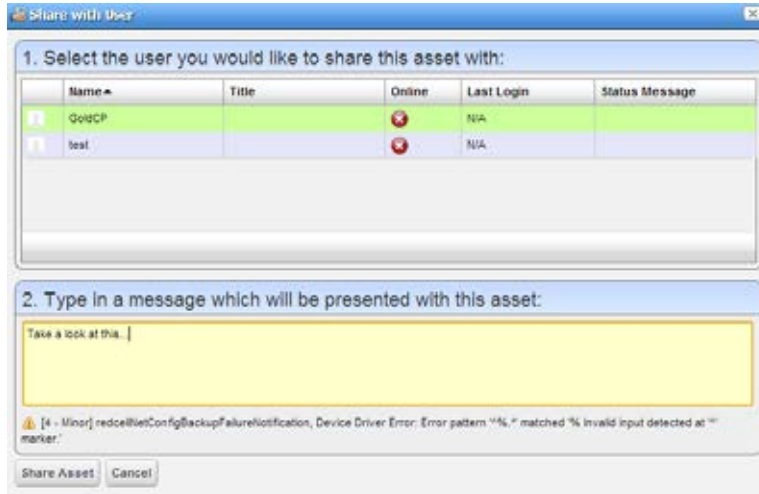 Share with User
1. Select the user you would like to share this asset with:
Name Title Online Last Login Status Message
GoldCP N/A
test N/A
2. Type in a message which will be presented with this asset:
Take a look at this...
[4 - Minor] redcellNetConfigBackupFailureNotification, Device Driver Error: Error pattern '^%.*' matched '% Invalid input detected at '^'
marker.'
Share Asset Cancel